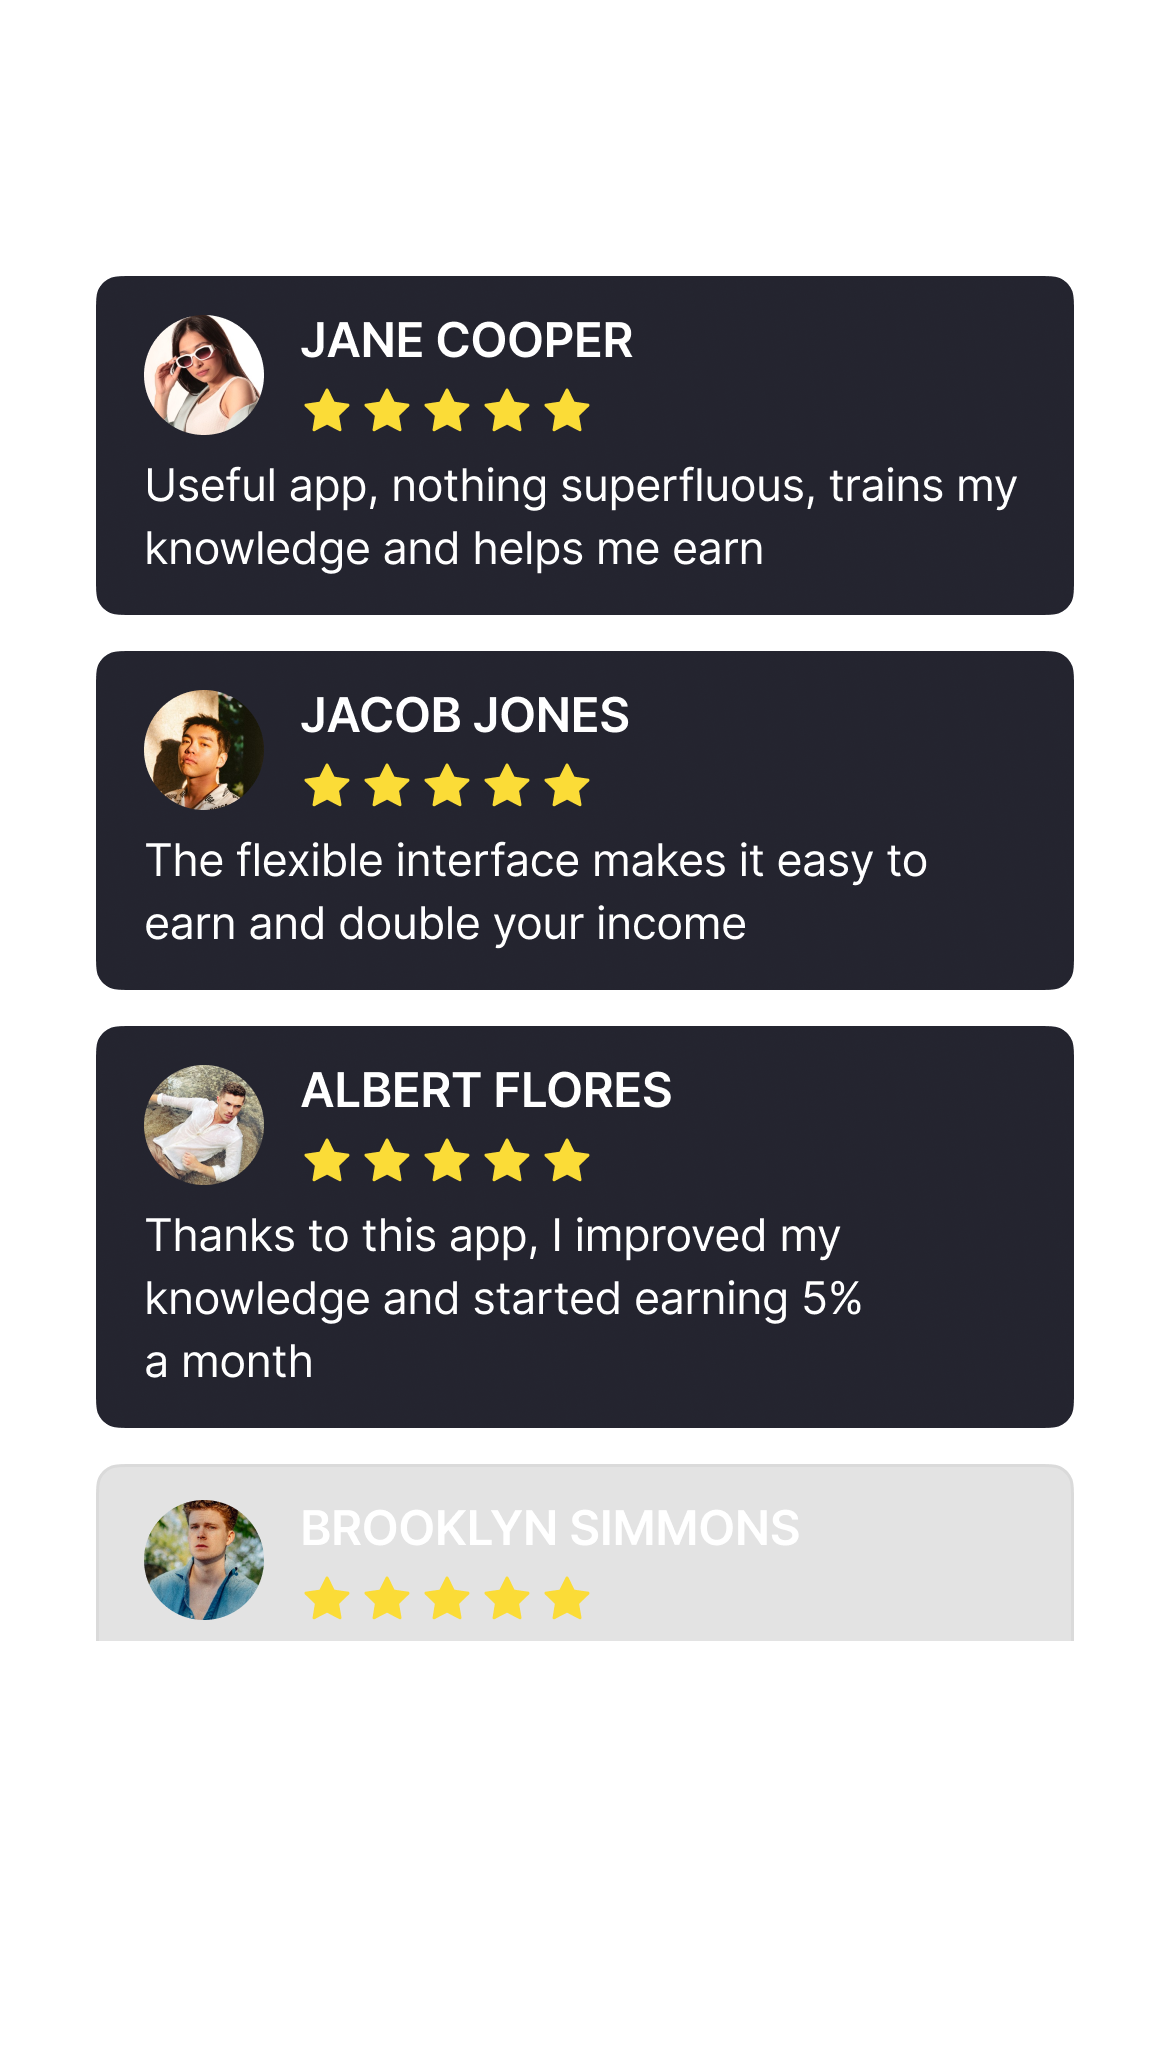 JANE COOPER
Useful app, nothing superfluous, trains my
knowledge and helps me earn
JACOB JONES
The flexible interface makes it easy to
earn and double your income
ALBERT FLORES
Thanks to this app, I improved my
knowledge and started earning 5%
a month
BROOKLYN SIMMONS